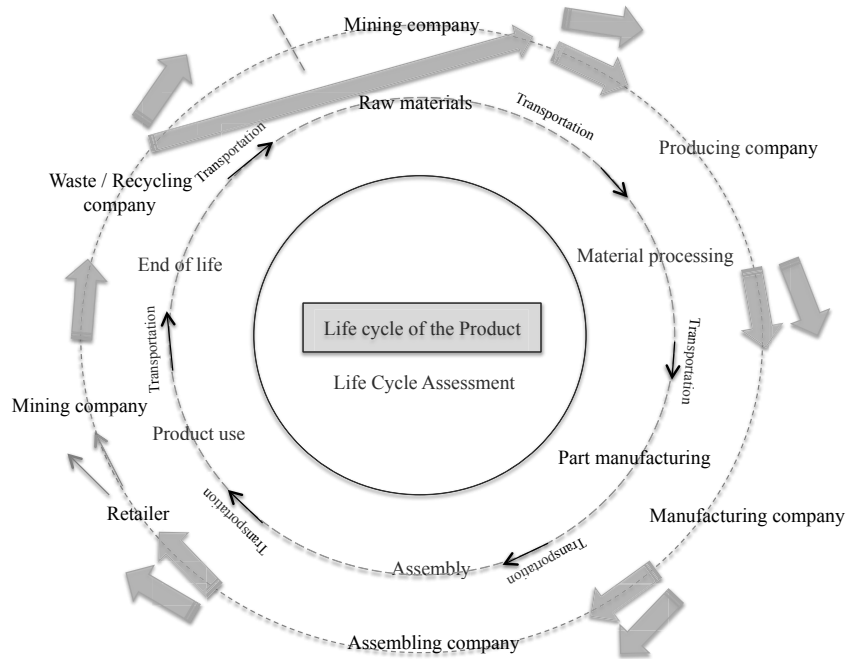 Mining company
Raw materials
Transportation
Transportation
Producing company
Waste / Recycling
company
Material processing
End of life
Life cycle of the Product
Transportation
Transportation
Life Cycle Assessment
Mining company
Product use
Part manufacturing
Retailer
Manufacturing company
Transportation
Transportation
Assembly
Assembling company